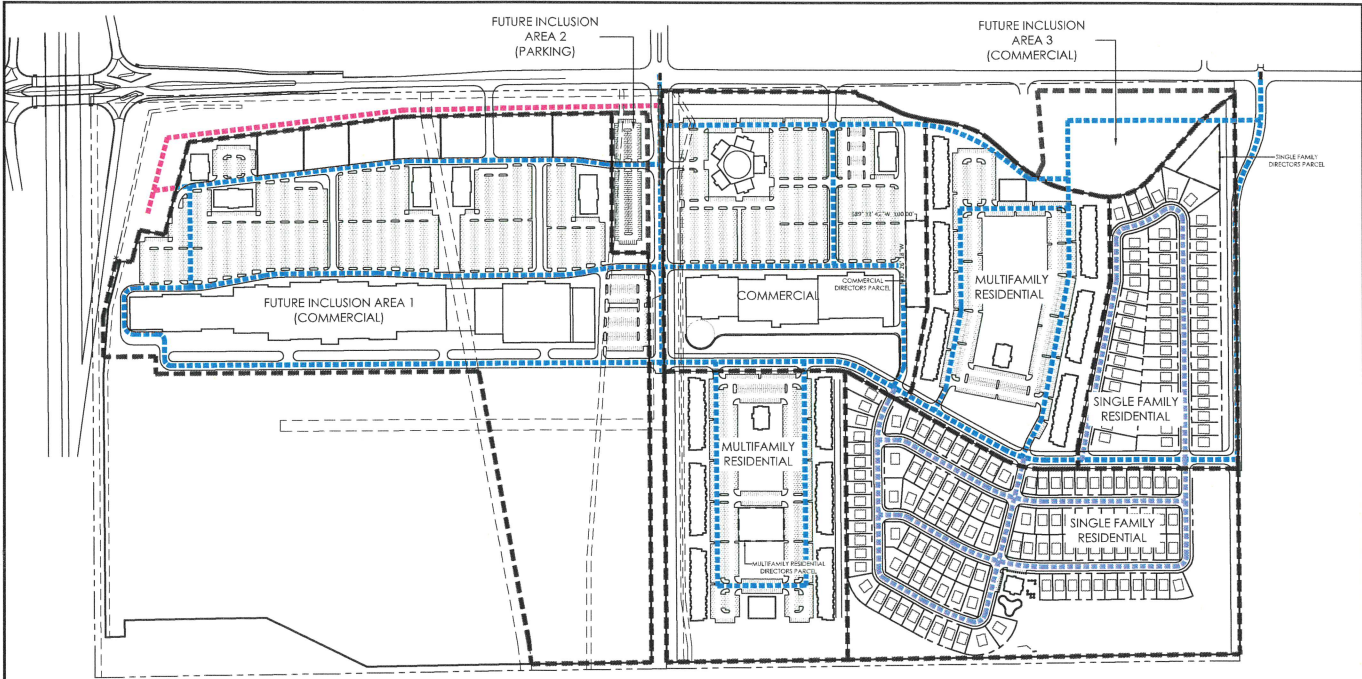 FUTURE INCLUSION
AREA 2
(PARKING)
FUTURE INCLUSION
AREA 3
(COMMERCIAL)
SINGLE FAMILY
DIRECTORS PARCEL
MULTIFAMILY
RESIDENTIAL
COMMERCIAL
DIRECTORS PARCEL
COMMERCIAL
FUTURE INCLUSION AREA 1
(COMMERCIAL)
SINGLE FAMILY
RESIDENTIAL
MULTIFAMILY
RESIDENTIAL
SINGLE FAMILY
RESIDENTIAL
MULTIFAMILY RESIDENTIAL
DIRECTORS PARCEL